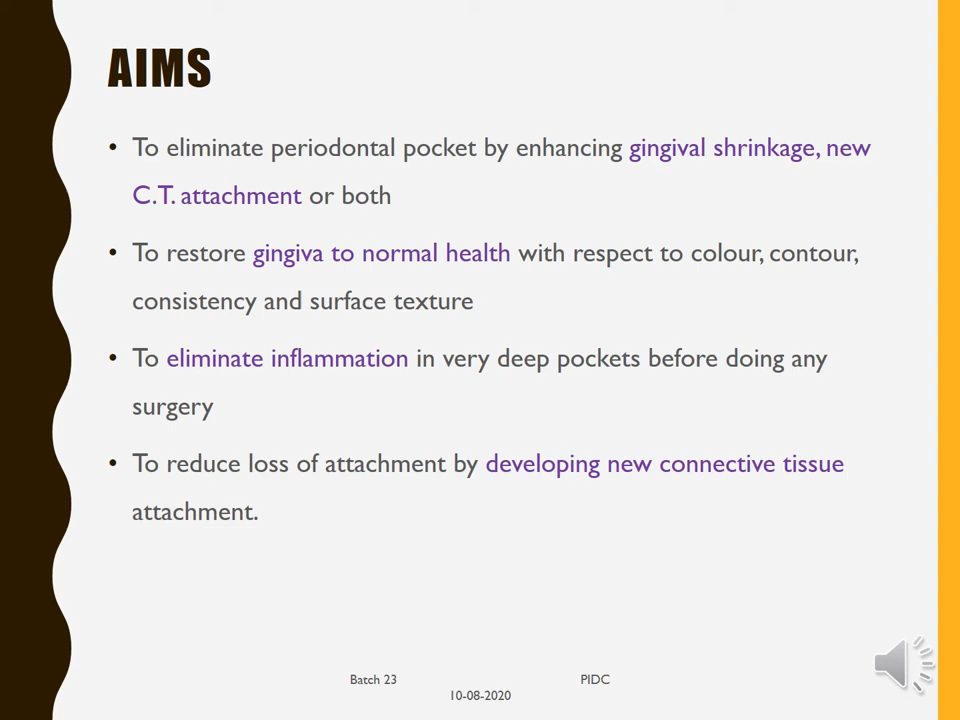 AIMS
• To eliminate periodontal pocket by enhancing gingival shrinkage, new
C.T. attachment or both
• To restore gingiva to normal health with respect to colour, contour,
consistency and surface texture
• To eliminate inflammation in very deep pockets before doing any
surgery
• To reduce loss of attachment by developing new connective tissue
attachment.
Batch 23 PIDC
10-08-2020